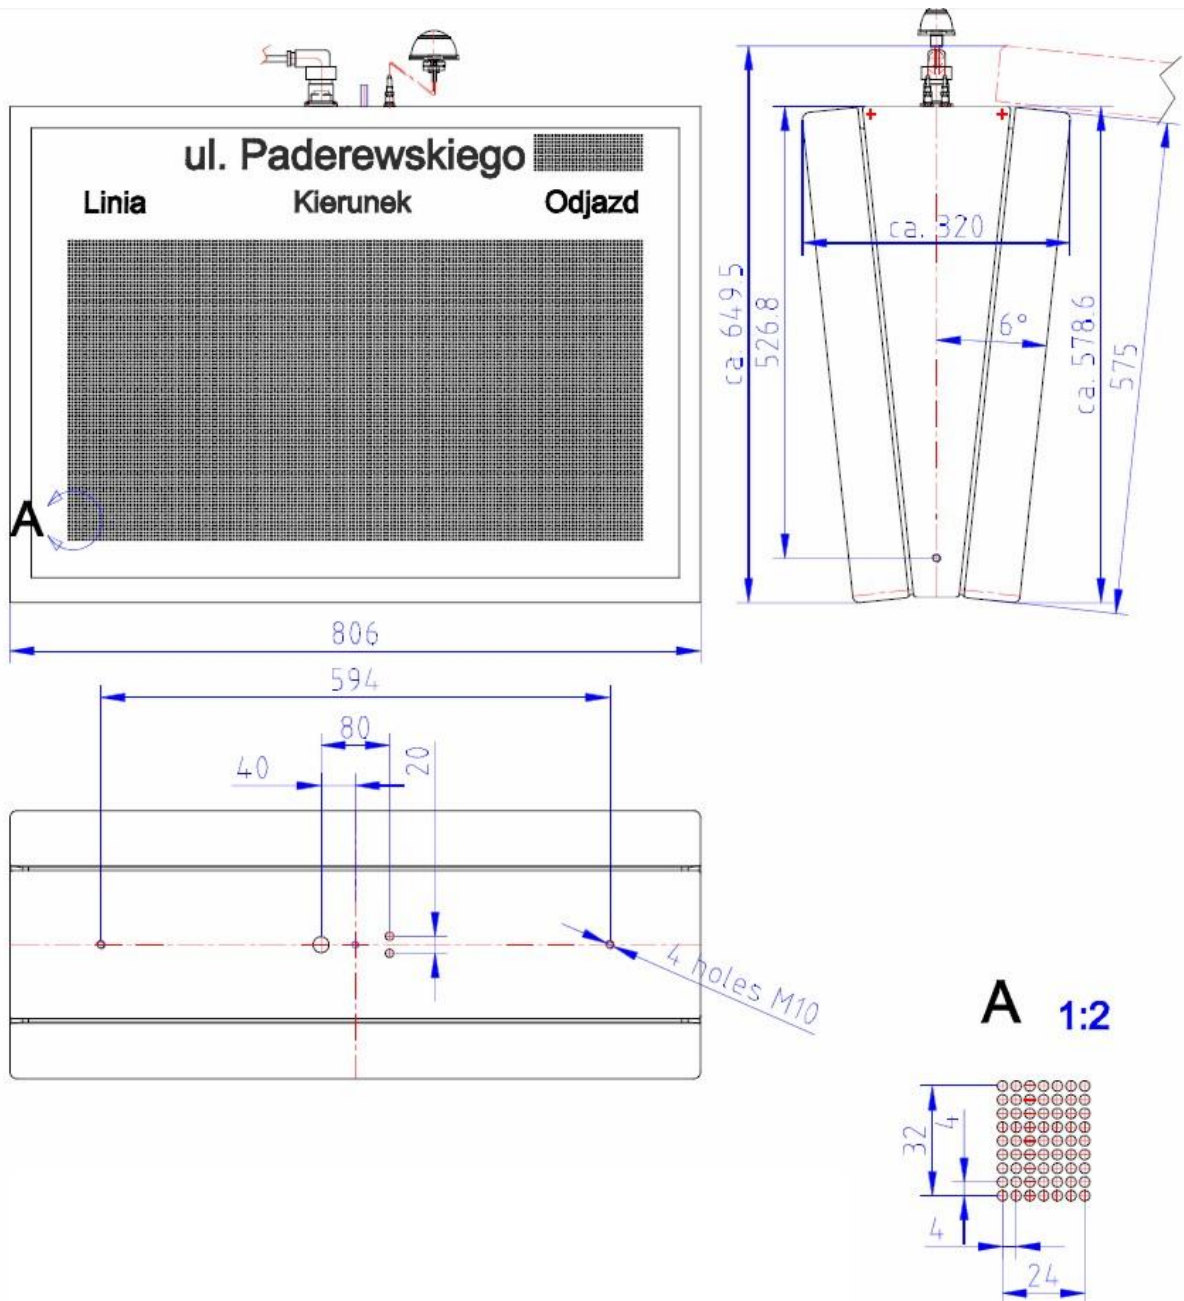 ul. Paderewskiego
Linia Kierunek Odjazd
A
806
ca. 649.5
526.8
ca. 320
6°
ca. 578.6
575
594
80
40
20
4 holes M10
A 1:2
32
4
4
24